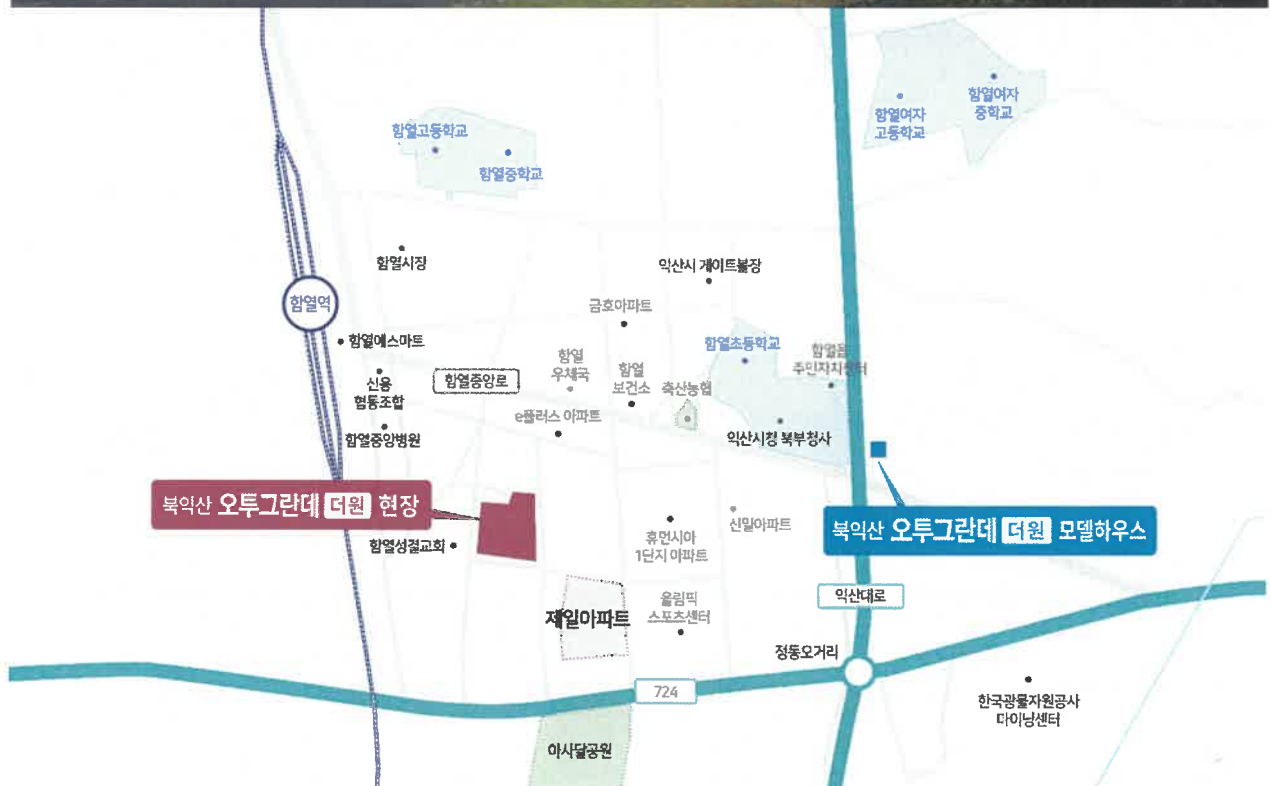 함열여자
중학교
함열여자
고등학교
함열고등학교
함열중학교
함열시장
익산시 게이트볼장
함열역
금호아파트
함열예스마트
함열초등학교
함열읍
주민자치센터
함열
우체국
함열
보건소
축산농협
신용
협동조합
함열중앙로
e플러스 아파트
함열중앙병원
익산시청 북부청사
북익산 오투그란데 더원 현장
함열성결교회
휴먼시아
1단지 아파트
신일아파트
북익산 오투그란데 더원 모델하우스
제일아파트
올림픽
스포츠센터
익산대로
정동오거리
724
한국광물자원공사
마이닝센터
아사달공원